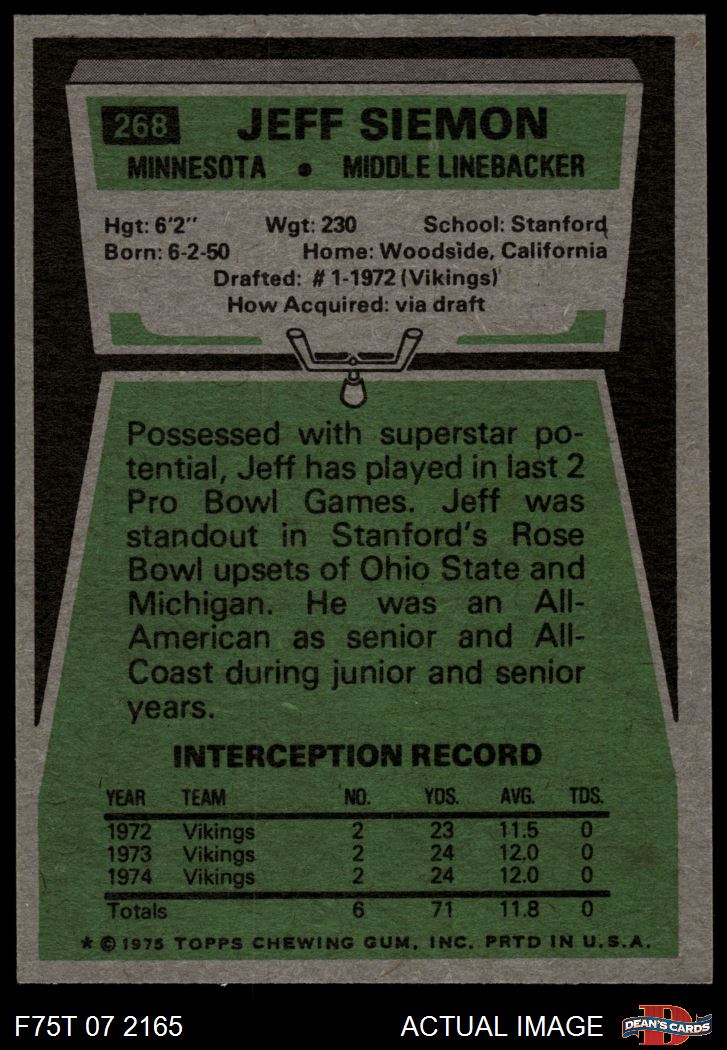 268 JEFF SIEMON
MINNESOTA • MIDDLE LINEBACKER
Hgt: 6'2" Wgt: 230 School: Stanford
Born: 6-2-50 Home: Woodside, California
Drafted: #1-1972 (Vikings)
How Acquired: via draft
Possessed with superstar po-
tential, Jeff has played in last 2
Pro Bowl Games. Jeff was
standout in Stanford's Rose
Bowl upsets of Ohio State and
Michigan. He was an All-
American as senior and All-
Coast during junior and senior
years.
INTERCEPTION RECORD
YEAR TEAM NO. YDS. AVG. TDS.
1972 Vikings 2 23 11.5 0
1973 Vikings 2 24 12.0 0
1974 Vikings 2 24 12.0 0
Totals 6 71 11.8 0
* © 1975 TOPPS CHEWING GUM, INC. PRTD IN U.S.A.
F75T 07 2165 ACTUAL IMAGE D DEAN'S CARDS